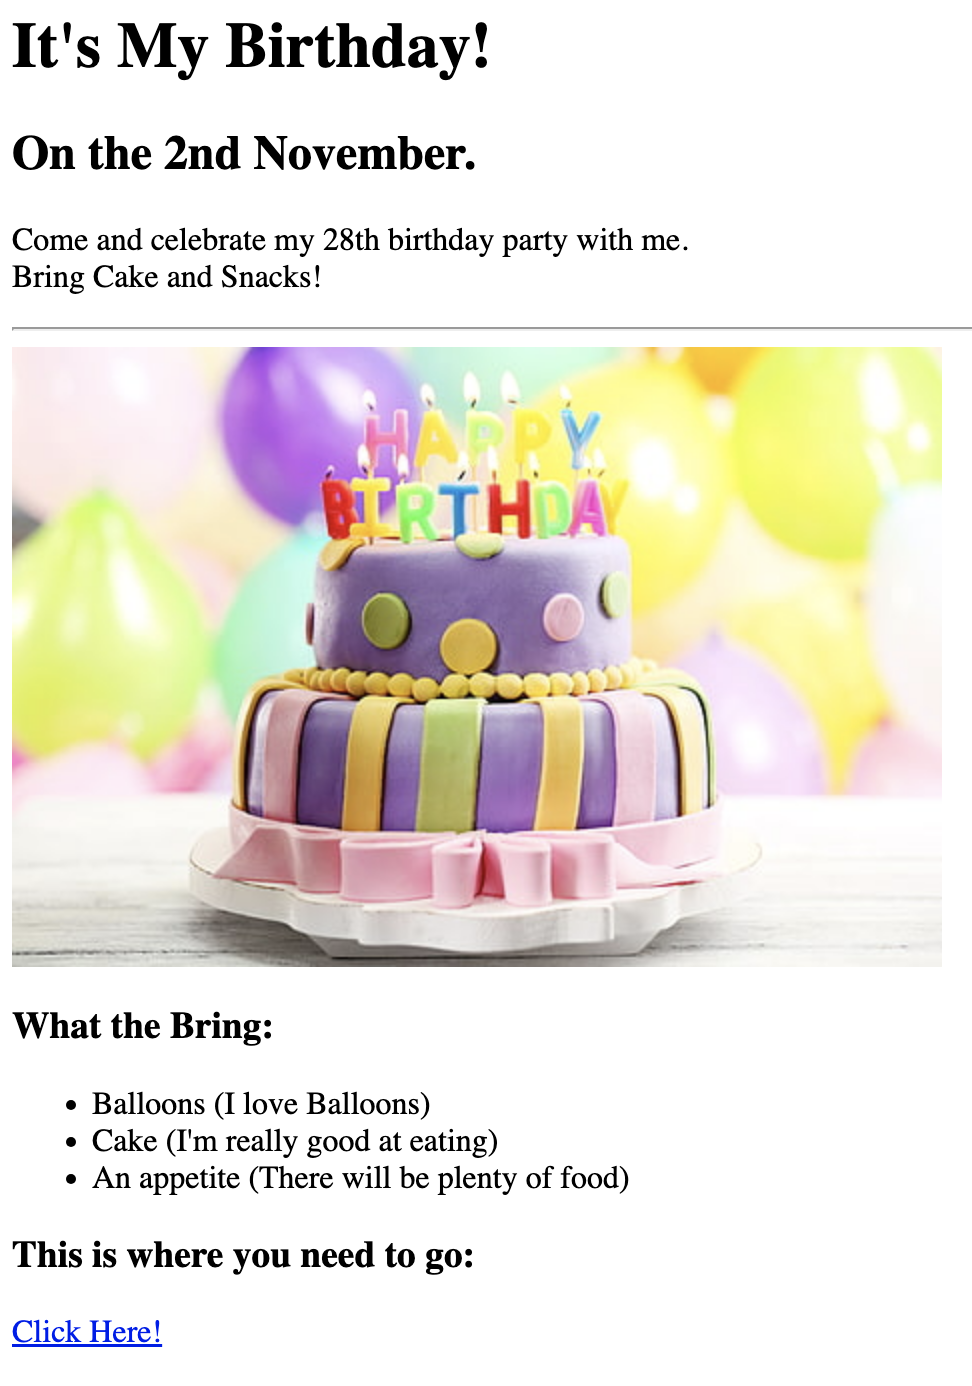 It's My Birthday!
On the 2nd November.
Come and celebrate my 28th birthday party with me.
Bring Cake and Snacks!
HAPPY
BIRTHDAY
What the Bring:
Balloons (I love Balloons)
Cake (I'm really good at eating)
An appetite (There will be plenty of food)
This is where you need to go:
Click Here!